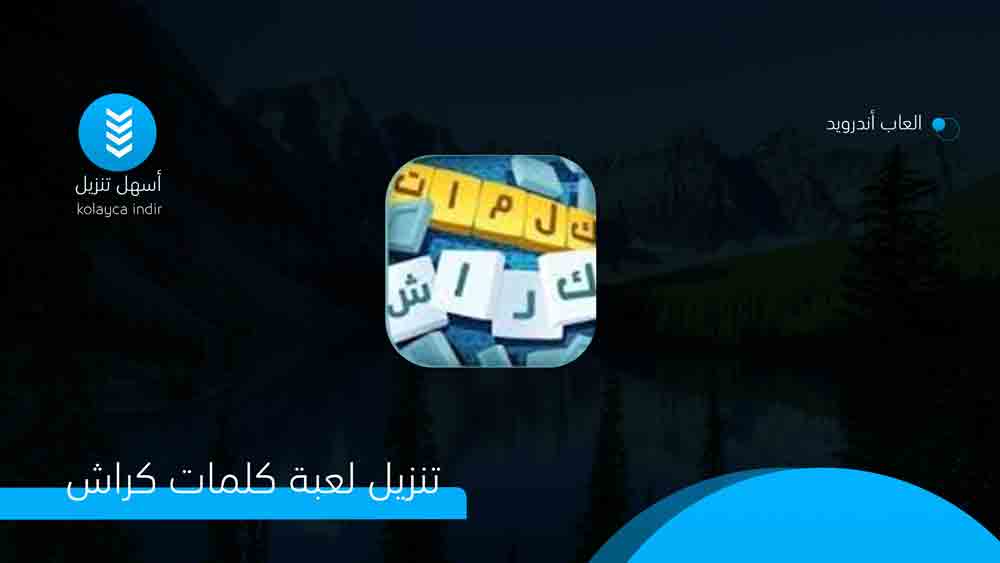 العاب أندرويد
أسهل تنزيل
kolayca indir
ك ل م ا ت
ك ر ا ش
تنزيل لعبة كلمات كراش